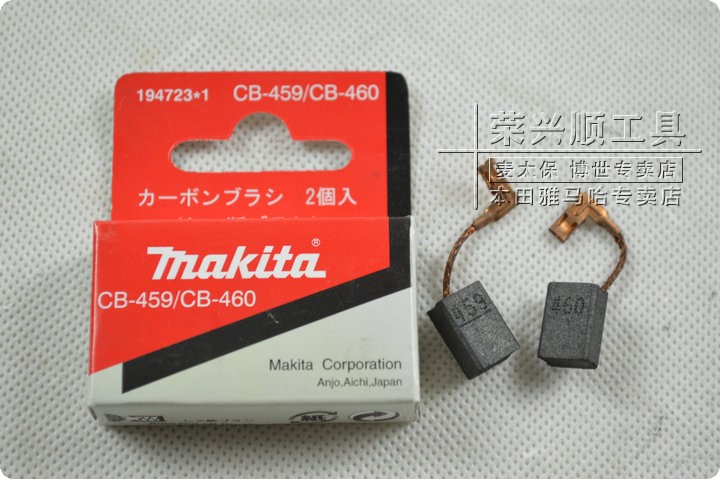 194723*1 CB-459/CB-460
カーボンブラシ 2個入
makita®
CB-459/CB-460
Makita Corporation
Anjo,Aichi,Japan
紙
459
460
荣兴顺工具
麦太保 博世专卖店
本田雅马哈专卖店